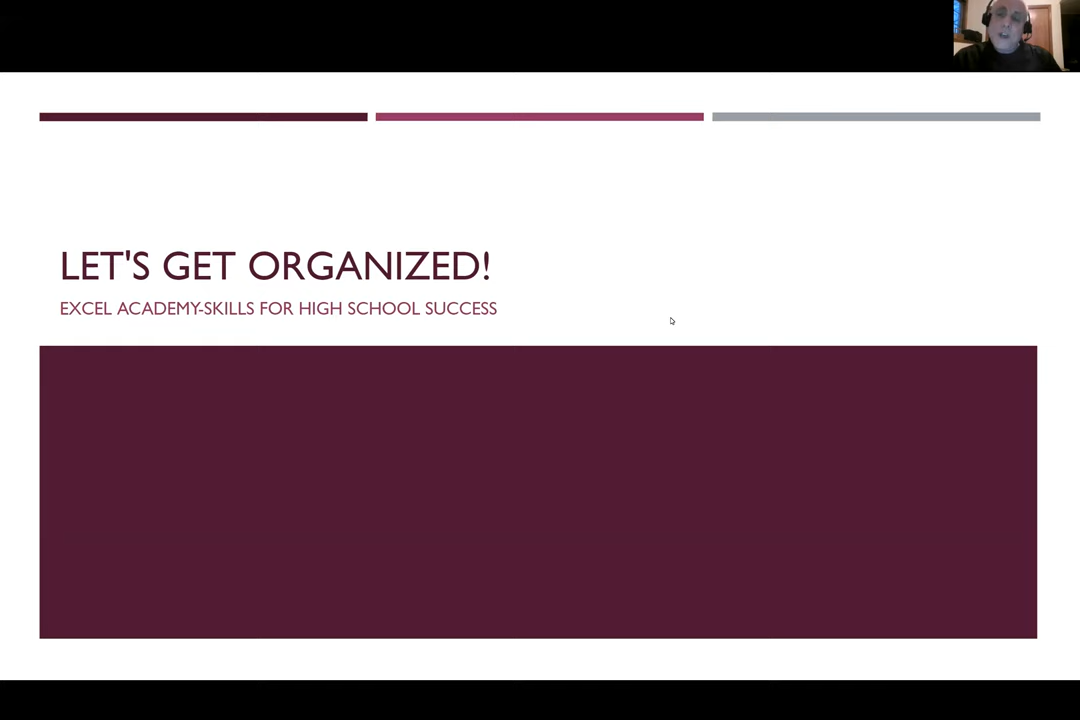 LET'S GET ORGANIZED!
EXCEL ACADEMY-SKILLS FOR HIGH SCHOOL SUCCESS